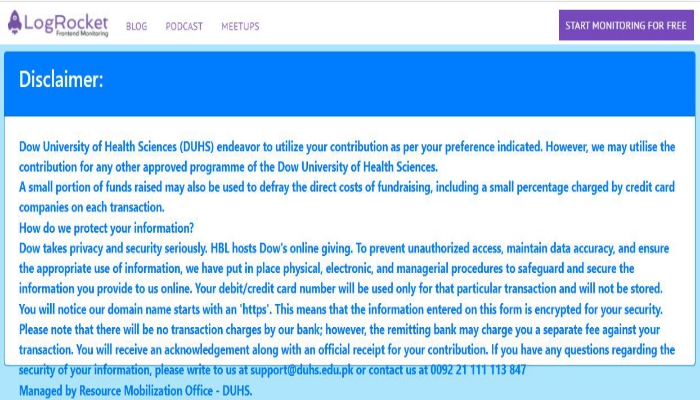 LogRocket
Frontend Monitoring
BLOG
PODCAST
MEETUPS
START MONITORING FOR FREE
Disclaimer:
Dow University of Health Sciences (DUHS) endeavor to utilize your contribution as per your preference indicated. However, we may utilise the
contribution for any other approved programme of the Dow University of Health Sciences.
A small portion of funds raised may also be used to defray the direct costs of fundraising, including a small percentage charged by credit card
companies on each transaction.
How do we protect your information?
Dow takes privacy and security seriously. HBL hosts Dow's online giving. To prevent unauthorized access, maintain data accuracy, and ensure
the appropriate use of information, we have put in place physical, electronic, and managerial procedures to safeguard and secure the
information you provide to us online. Your debit/credit card number will be used only for that particular transaction and will not be stored.
You will notice our domain name starts with an 'https'. This means that the information entered on this form is encrypted for your security.
Please note that there will be no transaction charges by our bank; however, the remitting bank may charge you a separate fee against your
transaction. You will receive an acknowledgement along with an official receipt for your contribution. If you have any questions regarding the
security of your information, please write to us at support@duhs.edu.pk or contact us at 0092 21 111 113 847
Managed by Resource Mobilization Office - DUHS.